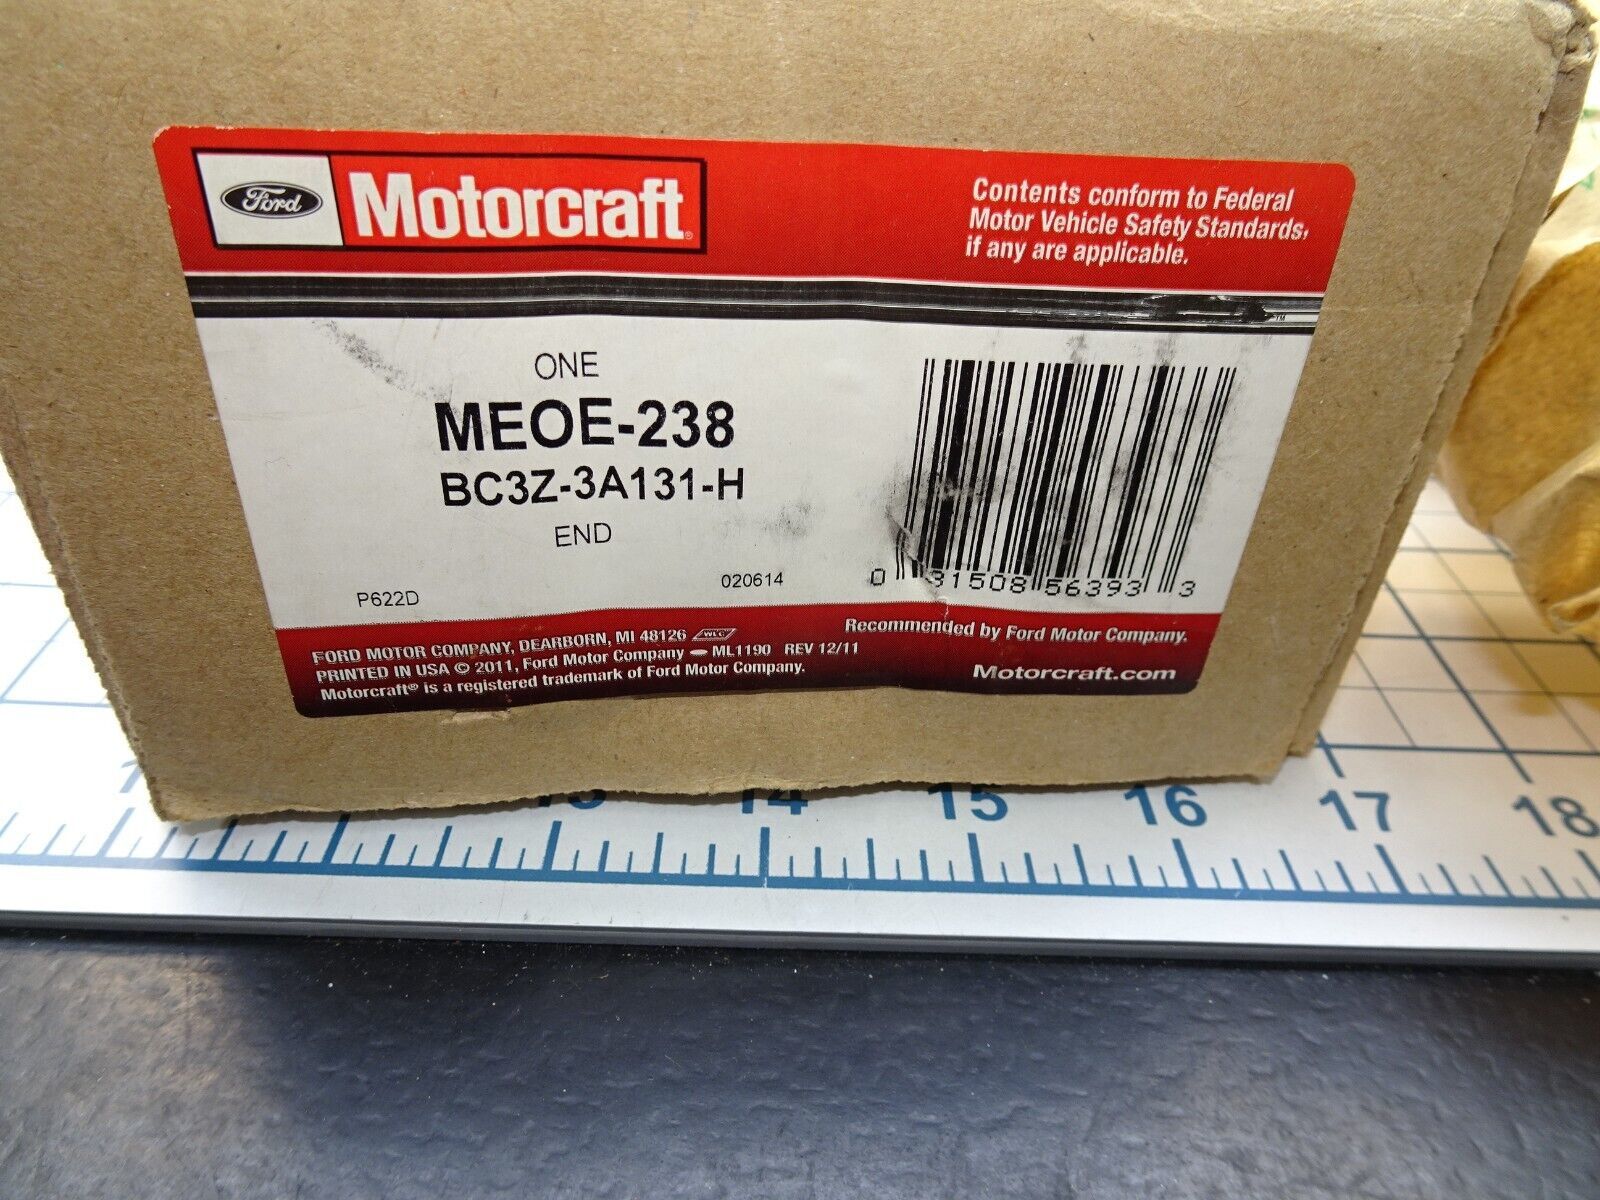 Ford Motorcraft®
Contents conform to Federal
Motor Vehicle Safety Standards,
if any are applicable.
™
ONE
MEOE-238
BC3Z-3A131-H
END
P622D
020614
0 31508 56393 3
FORD MOTOR COMPANY, DEARBORN, MI 48126 WLC
PRINTED IN USA © 2011, Ford Motor Company ML1190 REV 12/11
Motorcraft® is a registered trademark of Ford Motor Company.
Recommended by Ford Motor Company.
Motorcraft.com
13 14 15 16 17 18